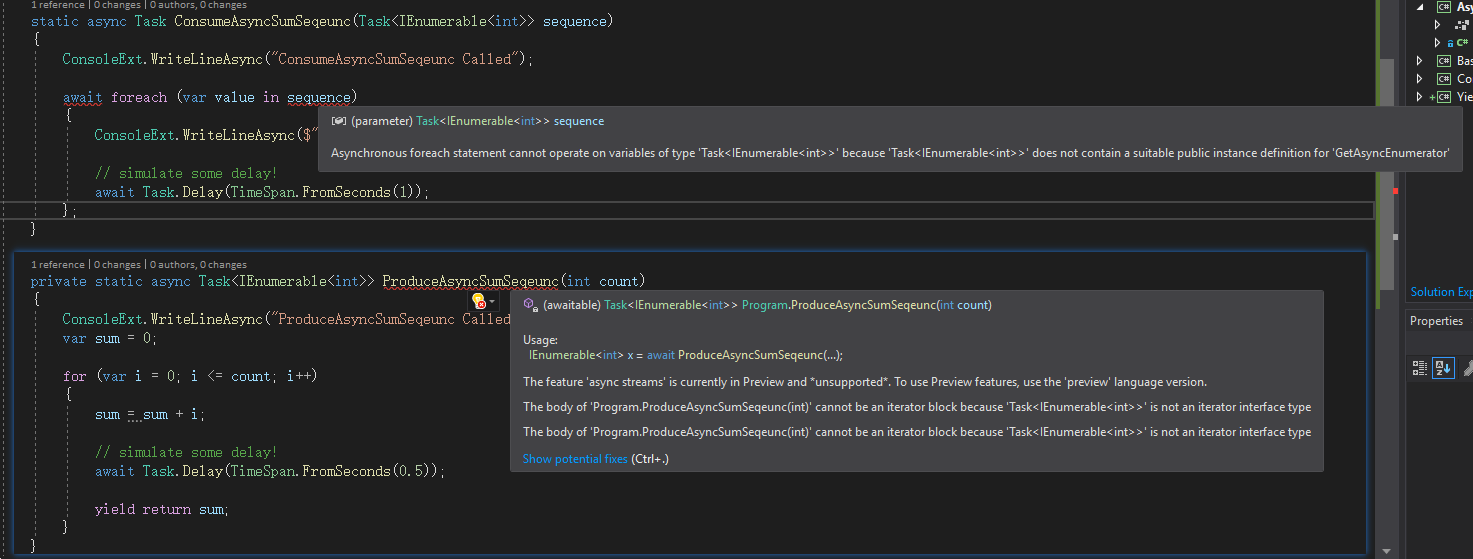 1 reference | 0 changes | 0 authors, 0 changes
static async Task ConsumeAsyncSumSeqeunc(Task<IEnumerable<int>> sequence)
{
ConsoleExt.WriteLineAsync("ConsumeAsyncSumSeqeunc Called");
await foreach (var value in sequence)
{
(parameter) Task<IEnumerable<int>> sequence
ConsoleExt.WriteLineAsync($"
Asynchronous foreach statement cannot operate on variables of type 'Task<IEnumerable<int>>' because 'Task<IEnumerable<int>>' does not contain a suitable public instance definition for 'GetAsyncEnumerator'
// simulate some delay!
await Task.Delay(TimeSpan.FromSeconds(1));
};
}
1 reference | 0 changes | 0 authors, 0 changes
private static async Task<IEnumerable<int>> ProduceAsyncSumSeqeunc(int count)
{
(awaitable) Task<IEnumerable<int>> Program.ProduceAsyncSumSeqeunc(int count)
ConsoleExt.WriteLineAsync("ProduceAsyncSumSeqeunc Called
var sum = 0;
Usage:
IEnumerable<int> x = await ProduceAsyncSumSeqeunc(...);
for (var i = 0; i <= count; i++)
{
The feature 'async streams' is currently in Preview and *unsupported*. To use Preview features, use the 'preview' language version.
sum = sum + i;
The body of 'Program.ProduceAsyncSumSeqeunc(int)' cannot be an iterator block because 'Task<IEnumerable<int>>' is not an iterator interface type
The body of 'Program.ProduceAsyncSumSeqeunc(int)' cannot be an iterator block because 'Task<IEnumerable<int>>' is not an iterator interface type
// simulate some delay!
Show potential fixes (Ctrl+.)
await Task.Delay(TimeSpan.FromSeconds(0.5));
yield return sum;
}
}
C# Asy
C#
C# Bas
C# Co
C# Yie
Solution Exp
Properties